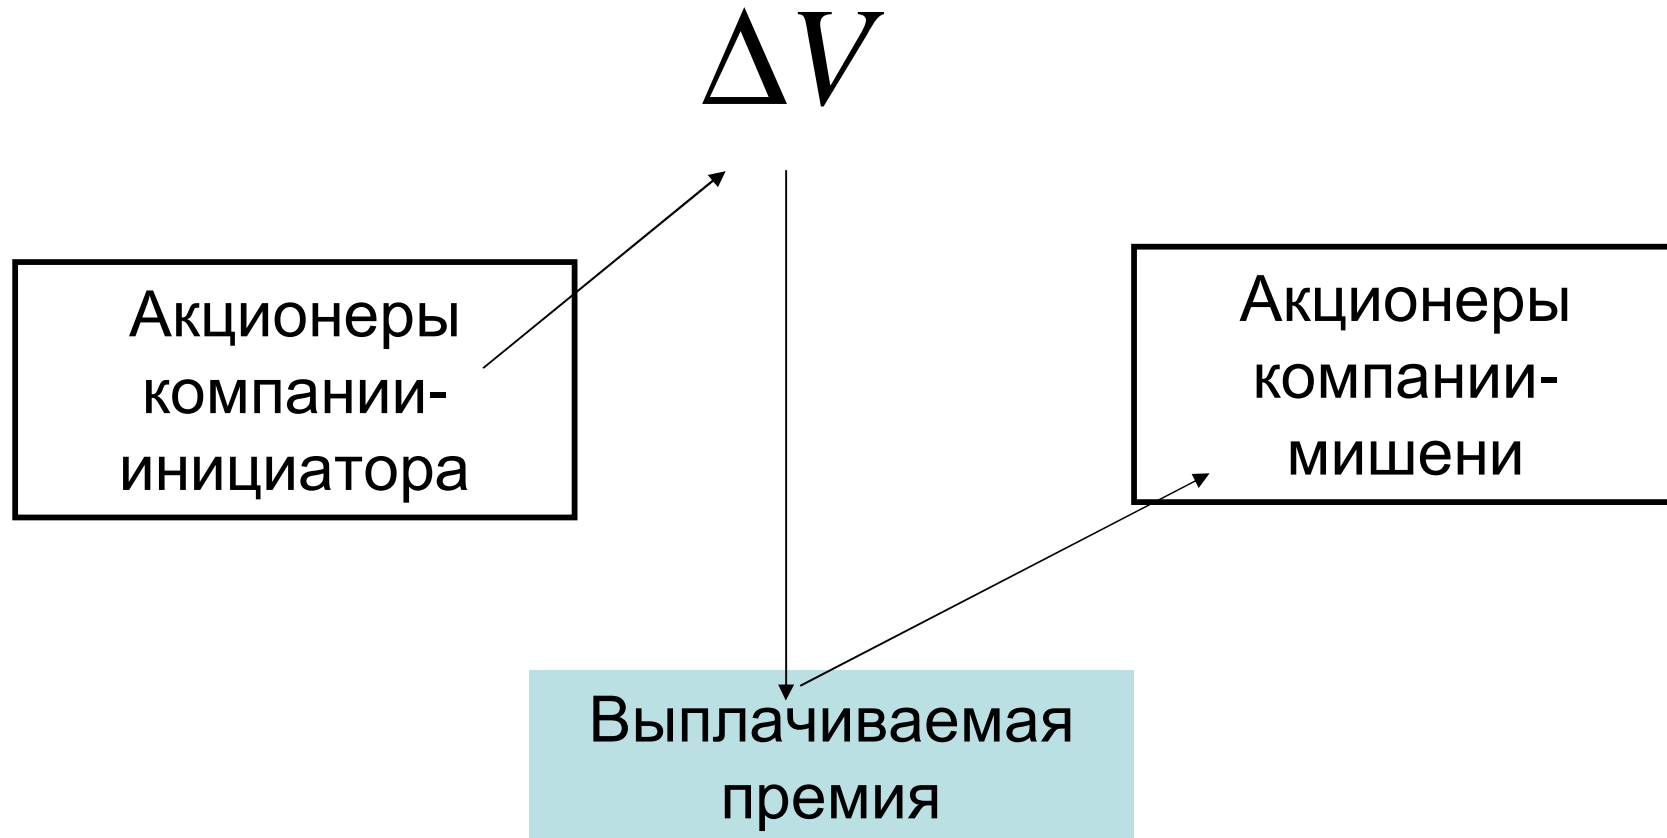 ΔV
Акционеры
компании-
инициатора
Акционеры
компании-
мишени
Выплачиваемая
премия